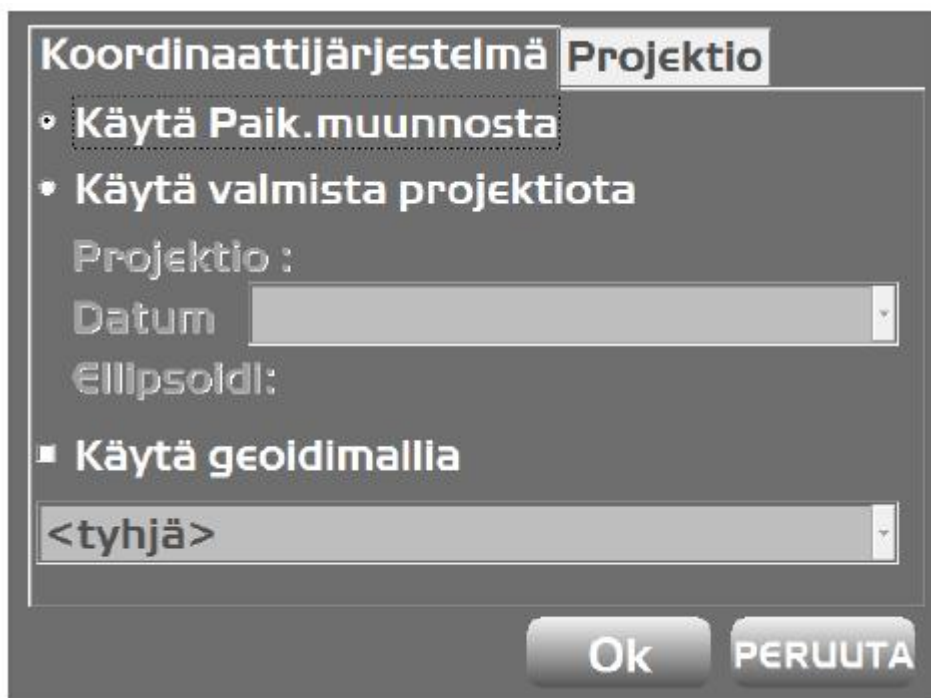 Koordinaattijärjestelmä Projektio
Käytä Paik.muunnosta
Käytä valmista projektiota
Projektio :
Datum
Ellipsoidi:
Käytä geoidimallia
<tyhjä>
Ok PERUUTA